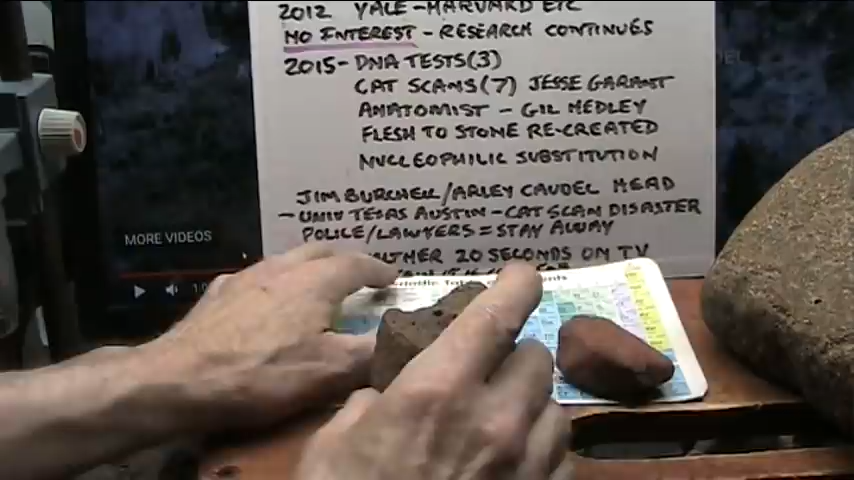 2012 YALE-HARVARD ETC
NO INTEREST - RESEARCH CONTINUES
2015- DNA TESTS(3)
CAT SCANS(7) JESSE GARANT
ANATOMIST - GIL HEDLEY
FLESH TO STONE RE-CREATED
NUCLEOPHILIC SUBSTITUTION
JIM BURCHELL/ARLEY CAUDEL HEAD
- UNIV TEXAS AUSTIN - CAT SCAN DISASTER
POLICE/LAWYERS = STAY AWAY
20 SECONDS ON TV
MORE VIDEOS